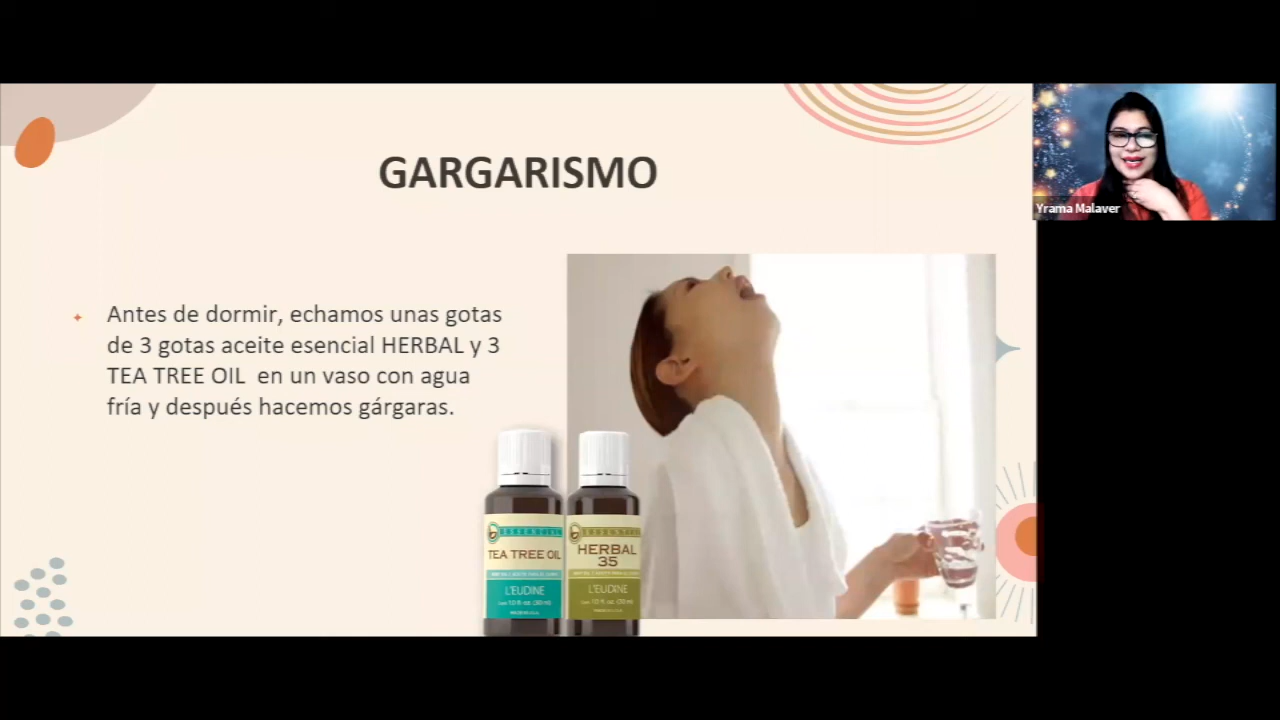 GARGARISMO
Yrama Malaver
Antes de dormir, echamos unas gotas
de 3 gotas aceite esencial HERBAL y 3
TEA TREE OIL en un vaso con agua
fría y después hacemos gárgaras.
TEA TREE OIL
L'EUDINE
HERBAL
35
L'EUDINE